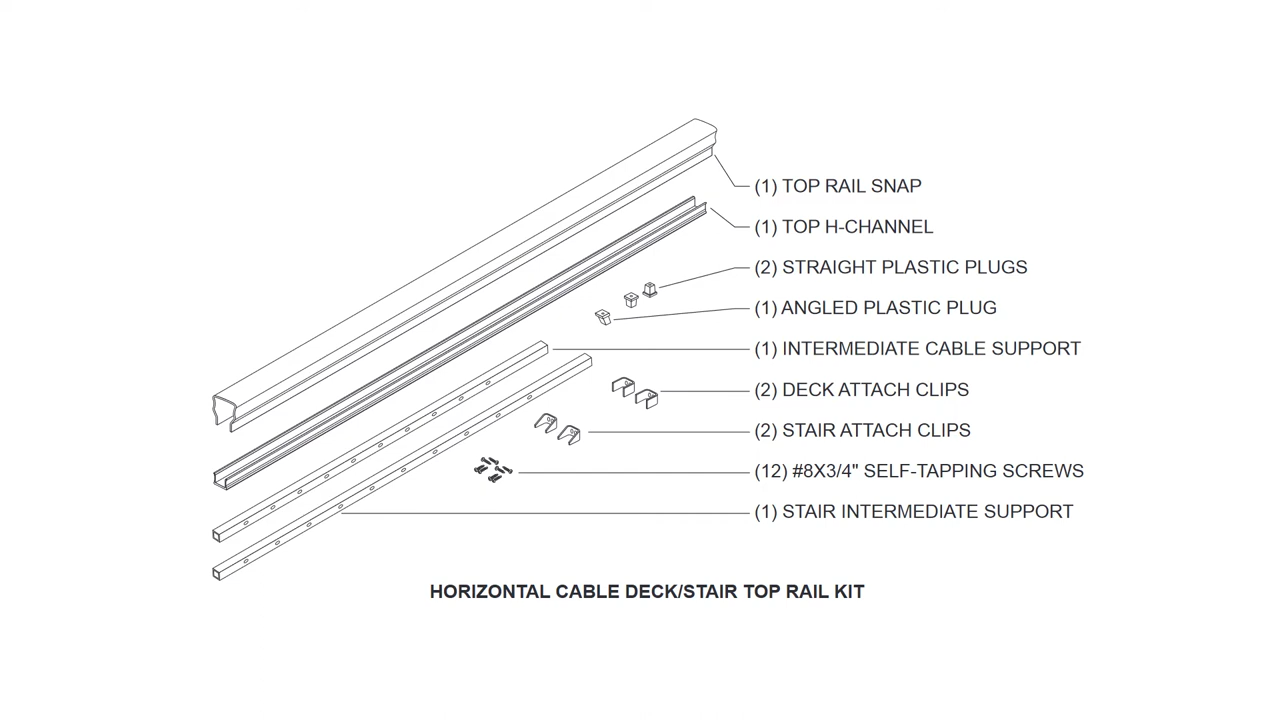 (1) TOP RAIL SNAP
(1) TOP H-CHANNEL
(2) STRAIGHT PLASTIC PLUGS
(1) ANGLED PLASTIC PLUG
(1) INTERMEDIATE CABLE SUPPORT
(2) DECK ATTACH CLIPS
(2) STAIR ATTACH CLIPS
(12) #8X3/4" SELF-TAPPING SCREWS
(1) STAIR INTERMEDIATE SUPPORT
HORIZONTAL CABLE DECK/STAIR TOP RAIL KIT